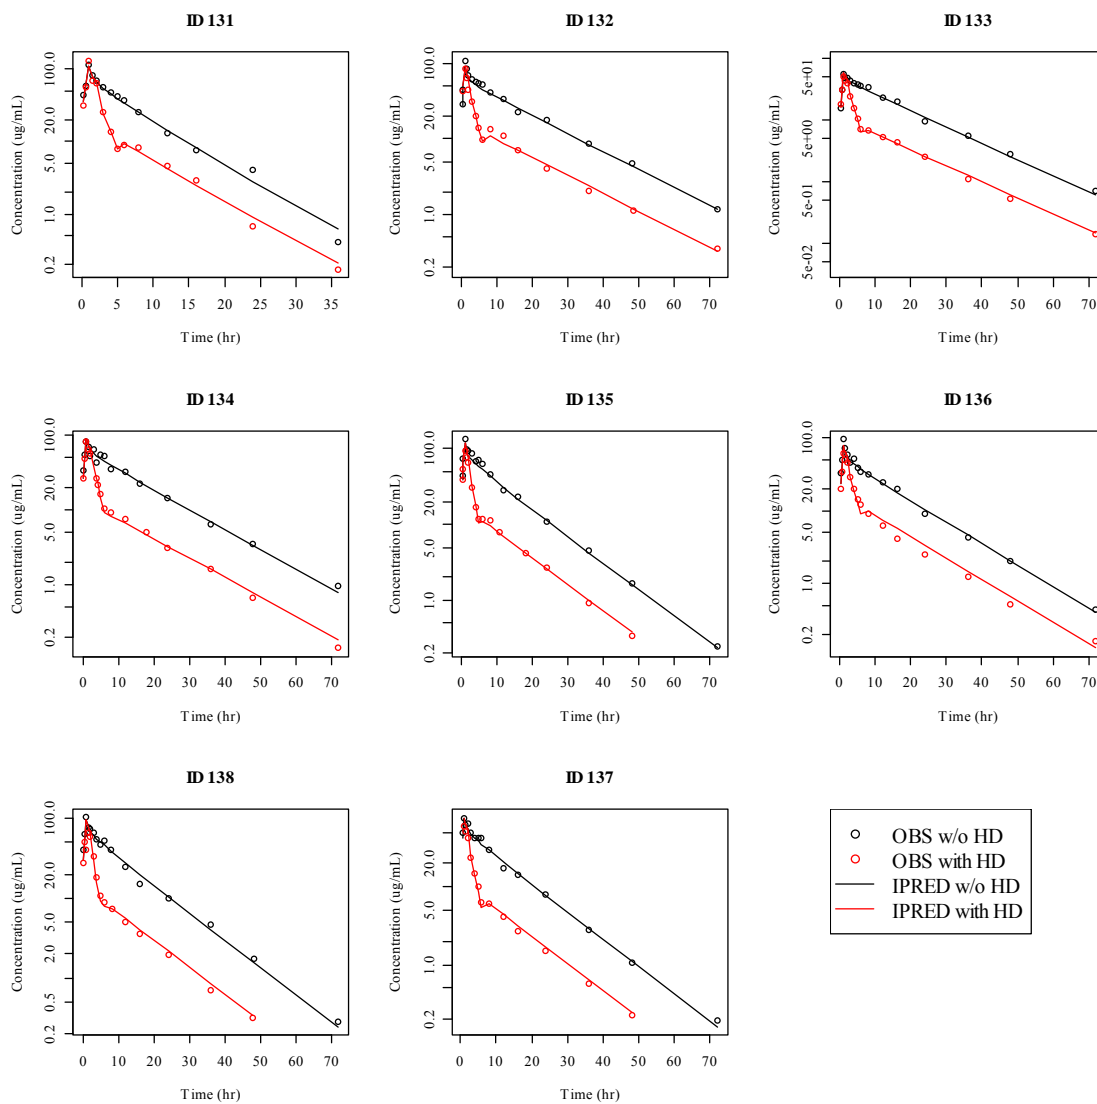 ID 131
Concentration (ug/mL)
100.0
20.0
5.0
1.0
0.2
0 5 10 15 20 25 30 35
Time (hr)
ID 132
Concentration (ug/mL)
100.0
20.0
5.0
1.0
0.2
0 10 20 30 40 50 60 70
Time (hr)
ID 133
Concentration (ug/mL)
5e+01
5e+00
5e-01
5e-02
0 10 20 30 40 50 60 70
Time (hr)
ID 134
Concentration (ug/mL)
100.0
20.0
5.0
1.0
0.2
0 10 20 30 40 50 60 70
Time (hr)
ID 135
Concentration (ug/mL)
100.0
20.0
5.0
1.0
0.2
0 10 20 30 40 50 60 70
Time (hr)
ID 136
Concentration (ug/mL)
100.0
20.0
5.0
1.0
0.2
0 10 20 30 40 50 60 70
Time (hr)
ID 138
Concentration (ug/mL)
100.0
20.0
5.0
2.0
0.5
0.2
0 10 20 30 40 50 60 70
Time (hr)
ID 137
Concentration (ug/mL)
20.0
5.0
1.0
0.2
0 10 20 30 40 50 60 70
Time (hr)
OBS w/o HD
OBS with HD
IPRED w/o HD
IPRED with HD